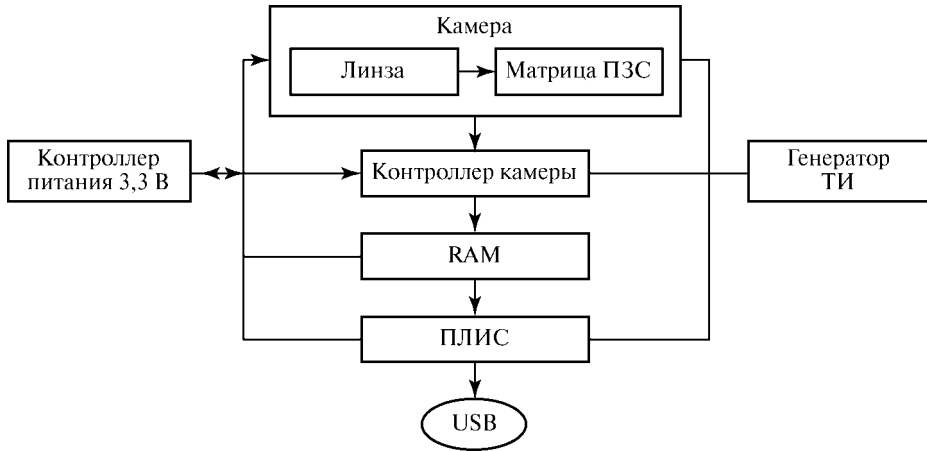 Камера
Линза
Матрица ПЗС
Контроллер
питания 3,3 В
Контроллер камеры
Генератор
ТИ
RAM
ПЛИС
USB